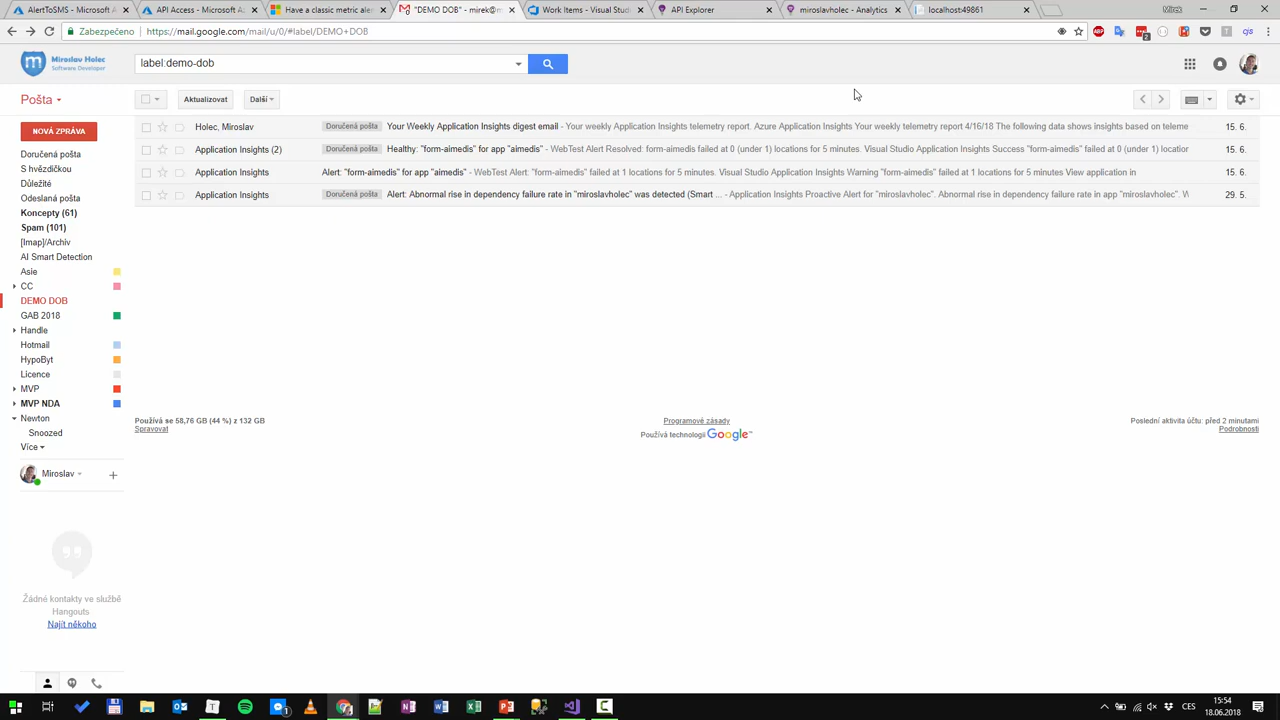 AlertToSMS - Microsoft A
API Access - Microsoft A
Have a classic metric aler
"DEMO DOB" - mirek@m
Work Items - Visual Studi
API Explorer
miroslavholec - Analytics
localhost:49861
Mirek
Zabezpečeno
https://mail.google.com/mail/u/0/#label/DEMO+DOB
Miroslav Holec
Software Developer
label:demo-dob
Pošta
Aktualizovat
Další
NOVÁ ZPRÁVA
Doručená pošta
S hvězdičkou
Důležité
Odeslaná pošta
Koncepty (61)
Spam (101)
[Imap]/Archiv
AI Smart Detection
Asie
CC
DEMO DOB
GAB 2018
Handle
Hotmail
HypoByt
Licence
MVP
MVP NDA
Newton
Snoozed
Více
Miroslav
Žádné kontakty ve službě
Hangouts
Najít někoho
Holec, Miroslav Doručená pošta Your Weekly Application Insights digest email - Your weekly Application Insights telemetry report. Azure Application Insights Your weekly telemetry report 4/16/18 The following data shows insights based on teleme 15. 6.
Application Insights (2) Doručená pošta Healthy: "form-aimedis" for app "aimedis" - WebTest Alert Resolved: form-aimedis failed at 0 (under 1) locations for 5 minutes. Visual Studio Application Insights Success "form-aimedis" failed at 0 (under 1) location 15. 6.
Application Insights Alert: "form-aimedis" for app "aimedis" - WebTest Alert: "form-aimedis" failed at 1 locations for 5 minutes. Visual Studio Application Insights Warning "form-aimedis" failed at 1 locations for 5 minutes View application in 15. 6.
Application Insights Doručená pošta Alert: Abnormal rise in dependency failure rate in "miroslavholec" was detected (Smart ... - Application Insights Proactive Alert for "miroslavholec". Abnormal rise in dependency failure rate in app "miroslavholec". W 29. 5.
Používá se 58,76 GB (44 %) z 132 GB
Spravovat
Programové zásady
Používá technologii Google™
Poslední aktivita účtu: před 2 minutami
Podrobnosti
CES
15:54
18.06.2018